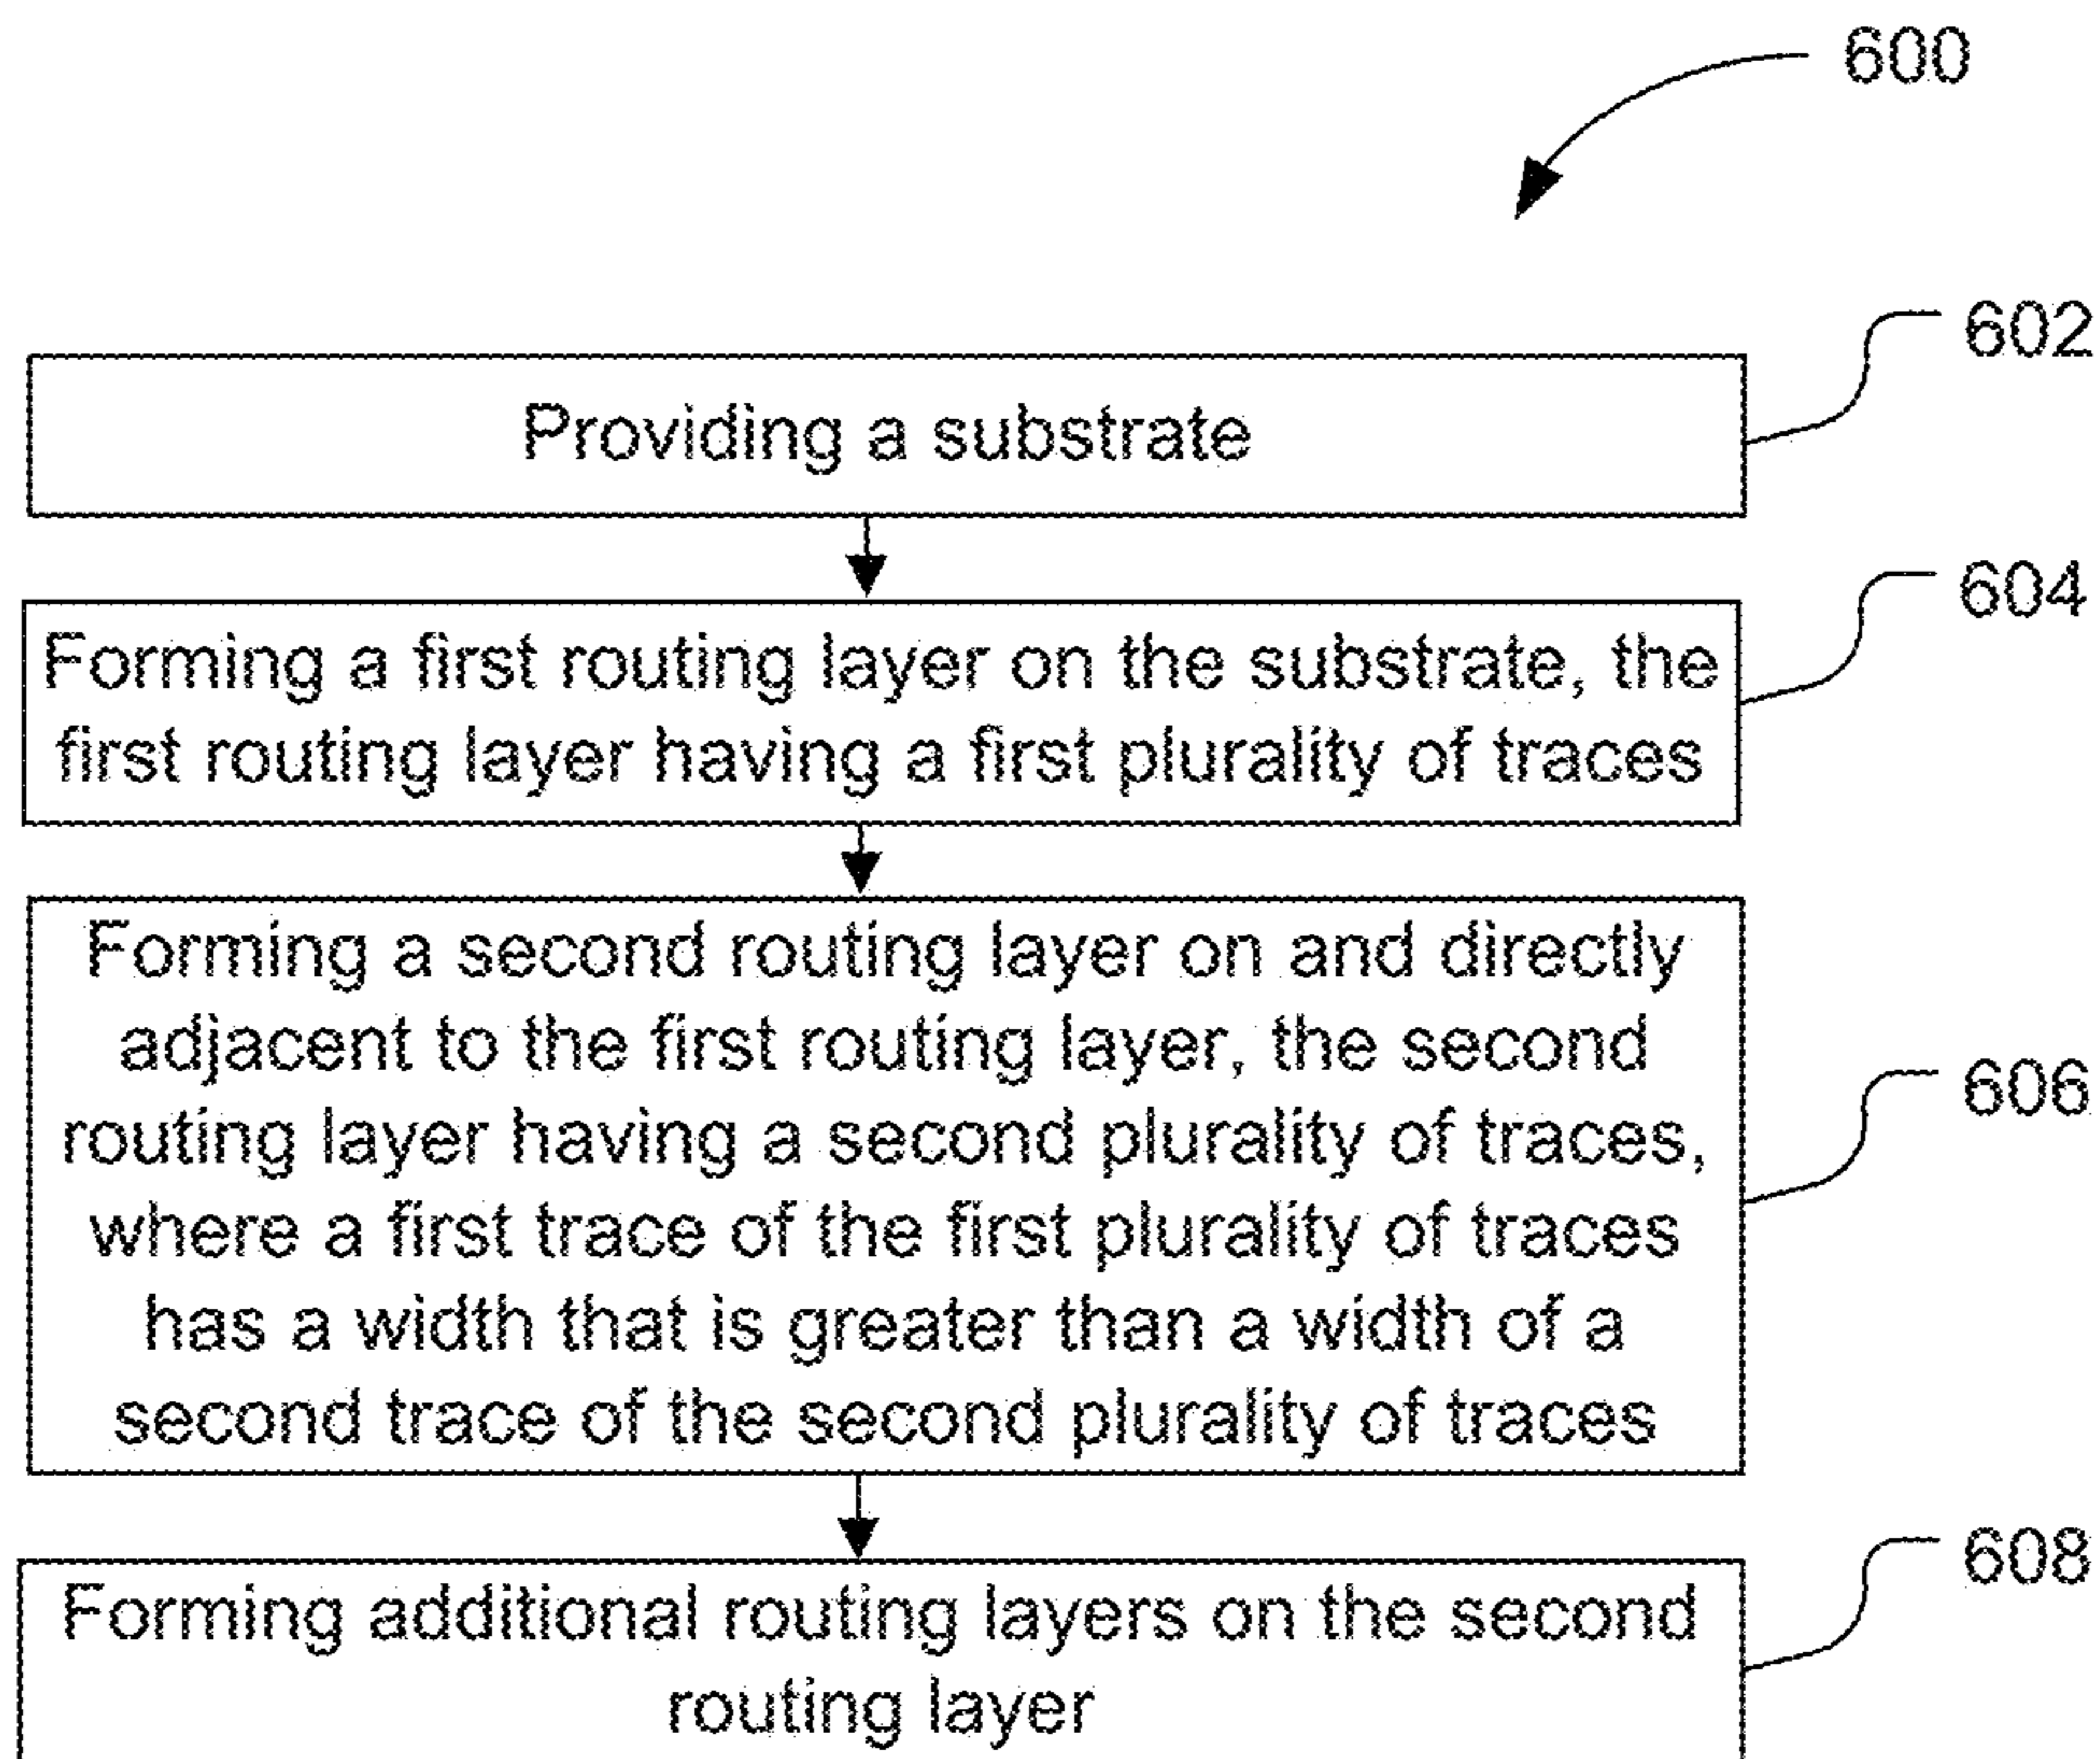 600
602
Providing a substrate
604
Forming a first routing layer on the substrate, the
first routing layer having a first plurality of traces
Forming a second routing layer on and directly
adjacent to the first routing layer, the second
606
routing layer having a second plurality of traces,
where a first trace of the first plurality of traces
has a width that is greater than a width of a
second trace of the second plurality of traces
608
Forming additional routing layers on the second
routing layer